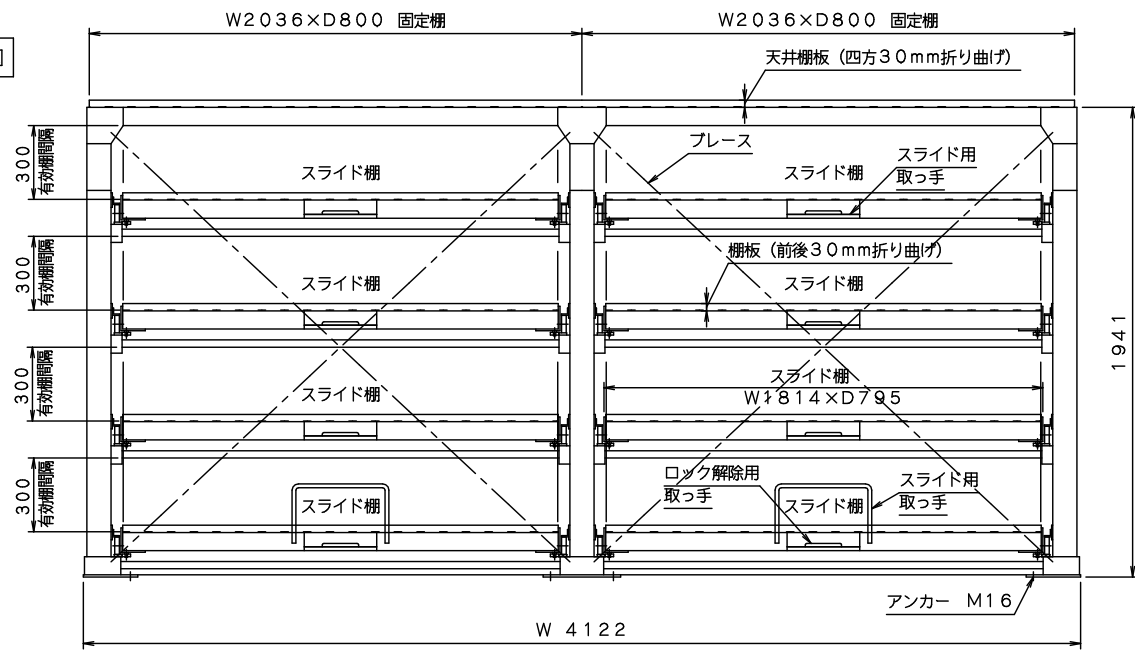 W2036×D800 固定棚
W2036×D800 固定棚
天井棚板（四方30mm折り曲げ）
ブレース
スライド用
取っ手
スライド棚
スライド棚
300
有効棚間隔
棚板（前後30mm折り曲げ）
スライド棚
スライド棚
300
有効棚間隔
1941
スライド棚
W1814×D795
スライド棚
300
有効棚間隔
ロック解除用
取っ手
スライド用
取っ手
スライド棚
スライド棚
300
有効棚間隔
アンカー M16
W 4122